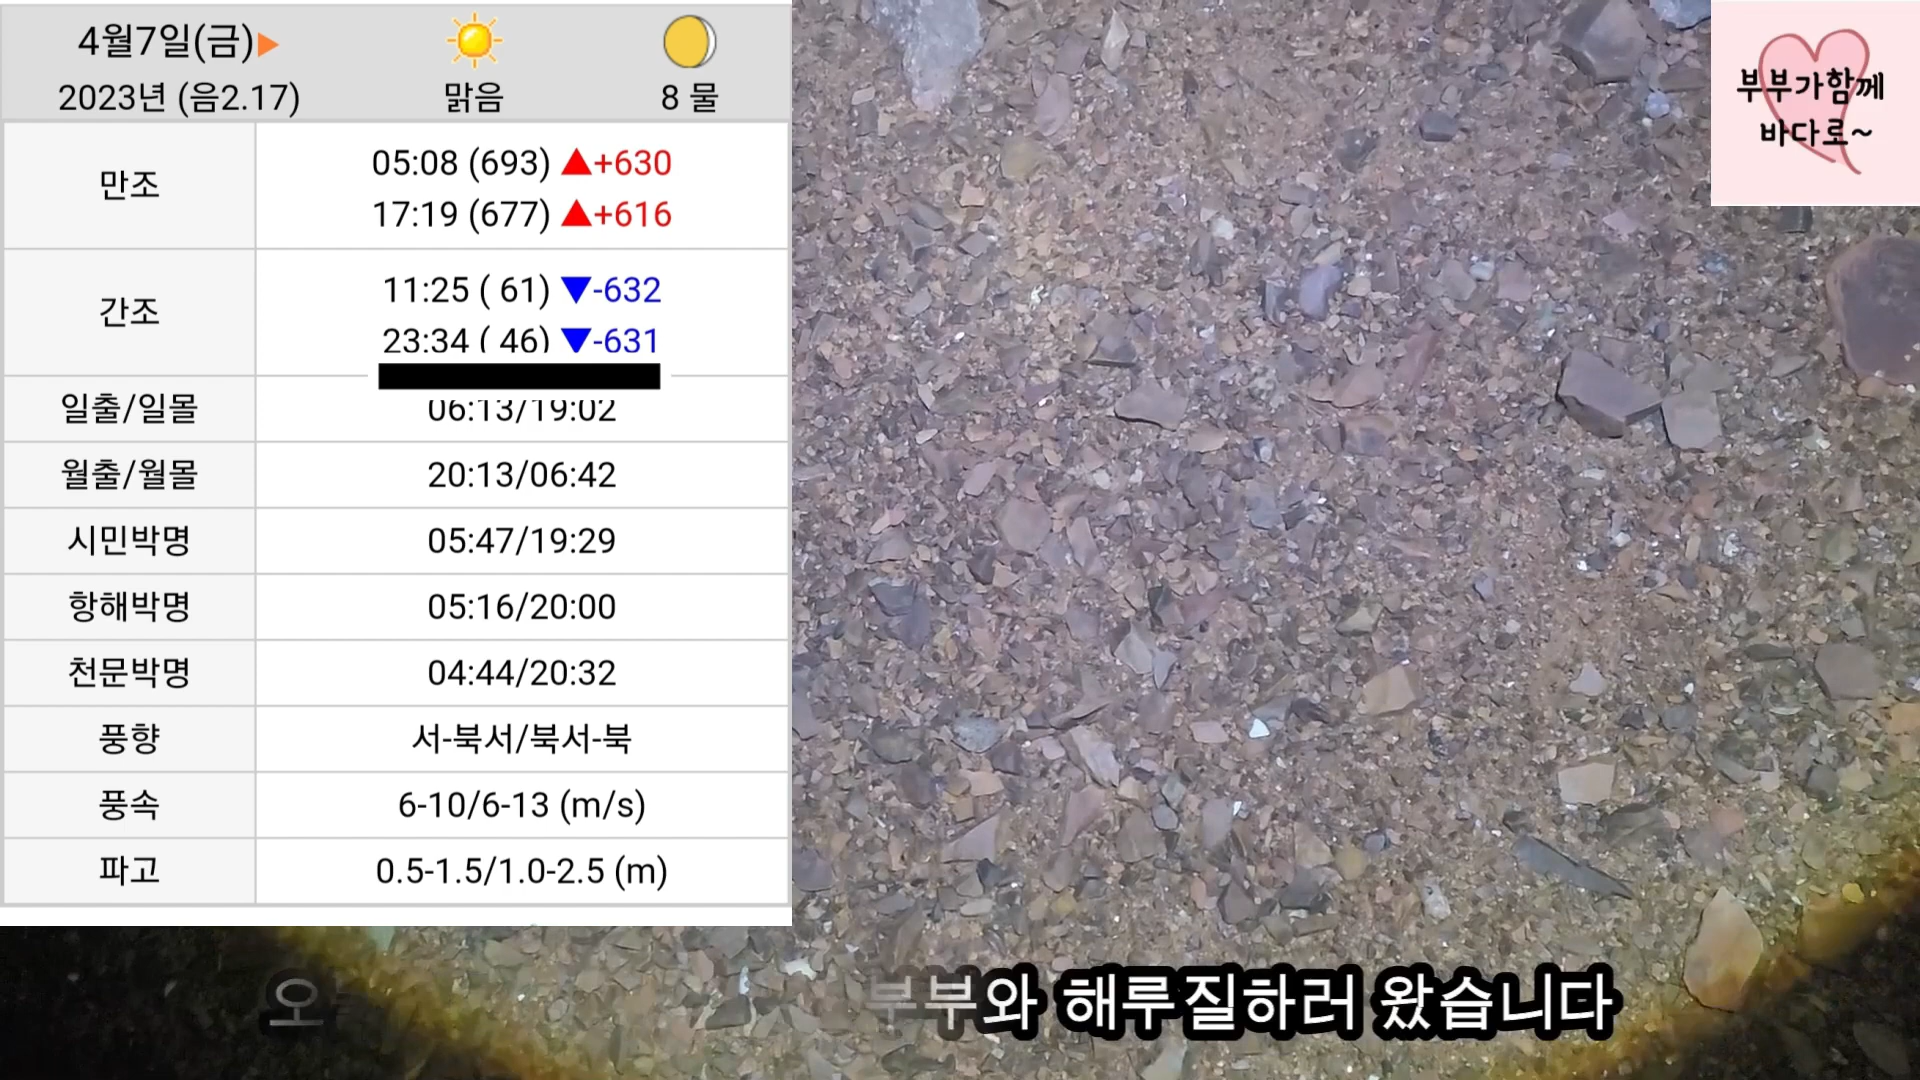 4월7일(금)▶
2023년 (음2.17)
맑음
8 물
만조
05:08 (693) ▲+630
17:19 (677) ▲+616
간조
11:25 ( 61) ▼-632
23:34 ( 46) ▼-631
일출/일몰
06:13/19:02
월출/월몰
20:13/06:42
시민박명
05:47/19:29
항해박명
05:16/20:00
천문박명
04:44/20:32
풍향
서-북서/북서-북
풍속
6-10/6-13 (m/s)
파고
0.5-1.5/1.0-2.5 (m)
부부가함께
바다로~
부부와 해루질하러 왔습니다